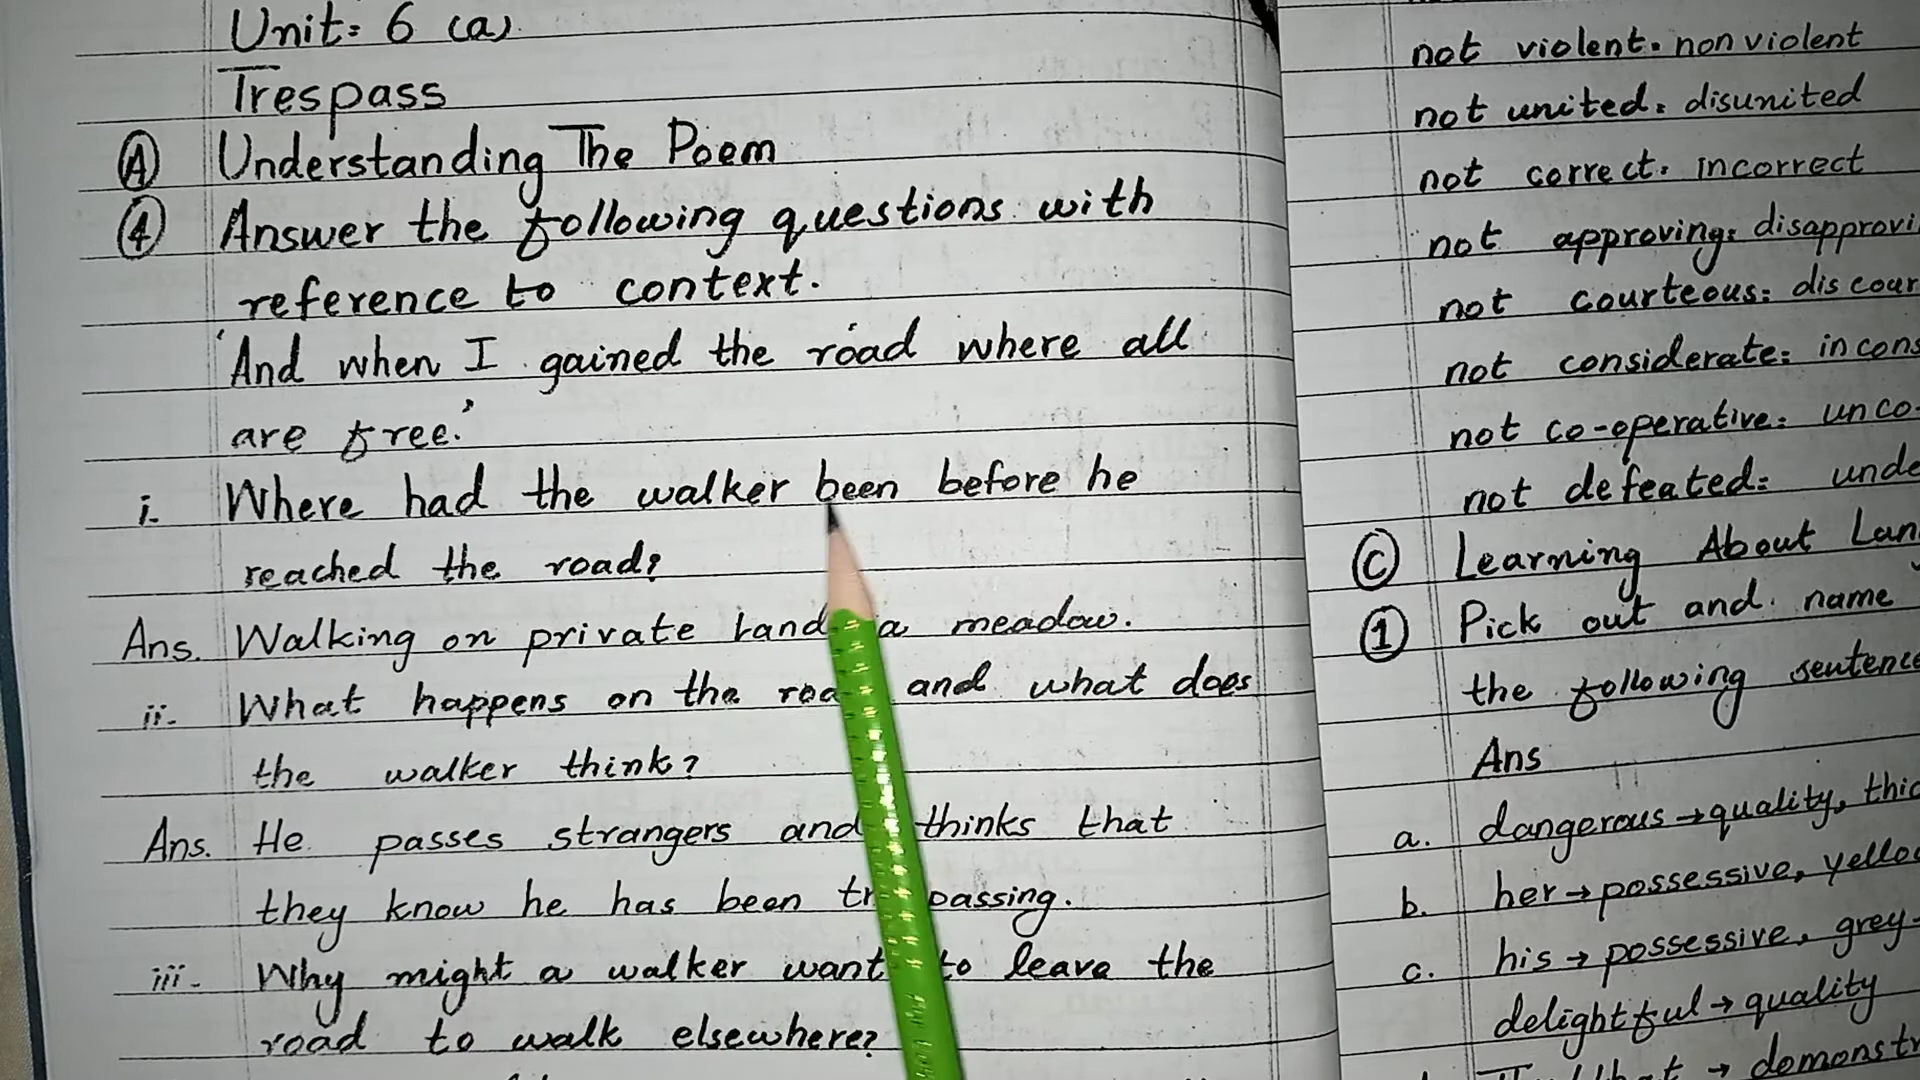 Unit: 6 (a).
Trespass
(A) Understanding The Poem
(4) Answer the following questions with
reference to context.
'And when I gained the road where all
are free.'
i. Where had the walker been before he
reached the road?
Ans. Walking on private land a meadow.
ii. What happens on the and what does
the walker think?
Ans. He passes strangers and thinks that
they know he has been
iii. Why might a walker want to leave the
road to walk elsewhere?
not violent. non violent
not united: disunited
not correct. incorrect
not approving: disapprovi
not courteous: dis cour
not considerate: in cons
not co-operative: unco-
not defeated: unde
(C) Learning About Lan
(1) Pick out and name
the following sentence
Ans
a. dangerous → quality, thic
b. her → possessive, yello
c. his → possessive, grey-
delightful → quality
→ demonstr